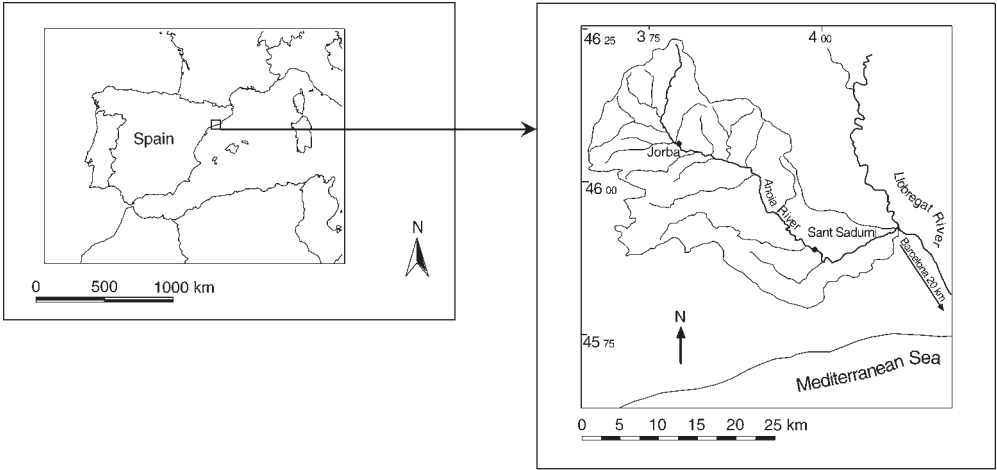 Spain
N
0 500 1000 km
46 25
3 75
4 00
Jorba
46 00
Anoia River
Llobregat River
Sant Sadurni
Barcelona 20 km
N
45 75
Mediterranean Sea
0 5 10 15 20 25 km